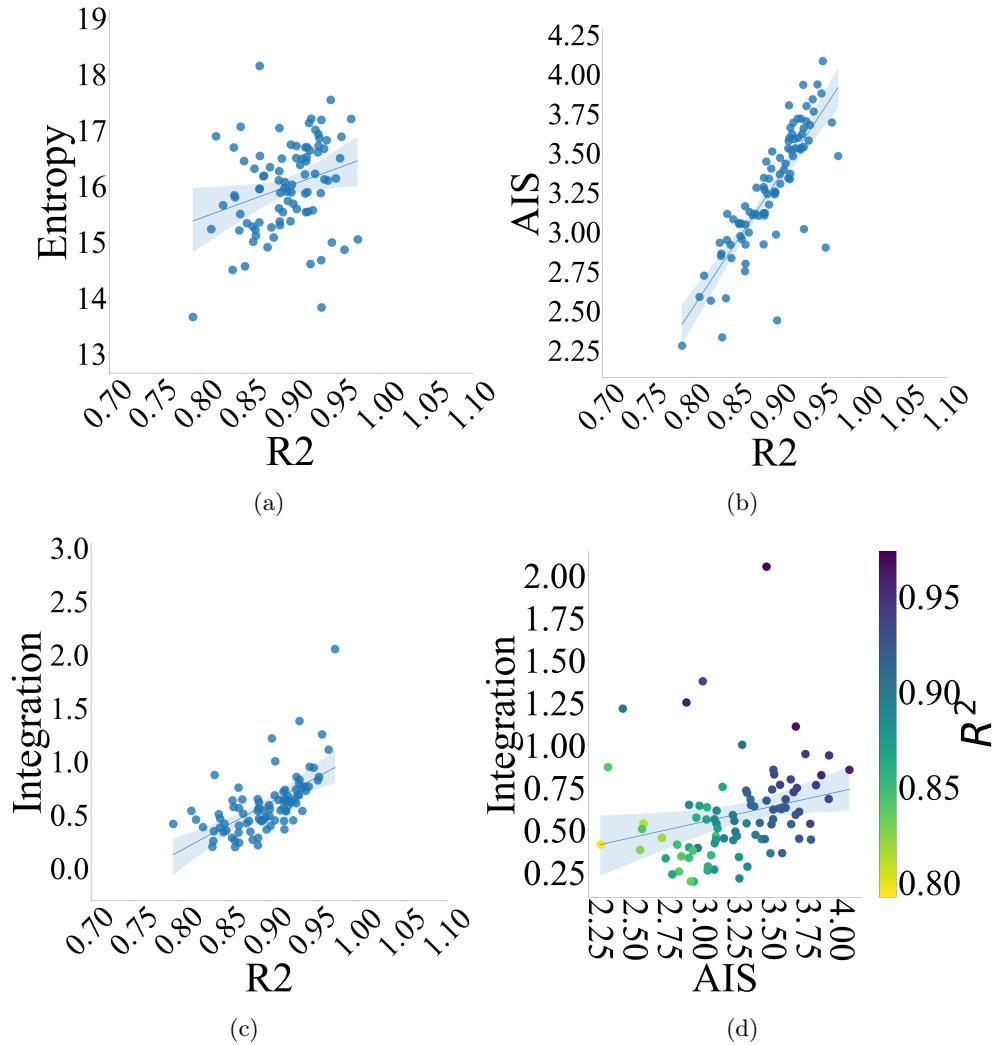 19
18
17
16
15
14
13
Entropy
0.70 0.75 0.80 0.85 0.90 0.95 1.00 1.05 1.10
R2
(a)
4.25
4.00
3.75
3.50
3.25
3.00
2.75
2.50
2.25
AIS
0.70 0.75 0.80 0.85 0.90 0.95 1.00 1.05 1.10
R2
(b)
3.0
2.5
2.0
1.5
1.0
0.5
0.0
Integration
0.70 0.75 0.80 0.85 0.90 0.95 1.00 1.05 1.10
R2
(c)
2.00
1.75
1.50
1.25
1.00
0.75
0.50
0.25
Integration
2.25 2.50 2.75 3.00 3.25 3.50 3.75 4.00
AIS
0.95
0.90
0.85
0.80
R²
(d)